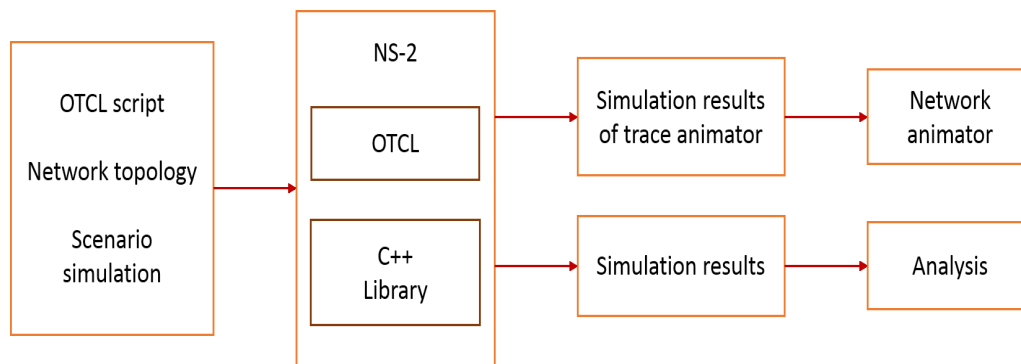 OTCL script
Network topology
Scenario
simulation
NS-2
OTCL
C++
Library
Simulation results
of trace animator
Network
animator
Simulation results
Analysis